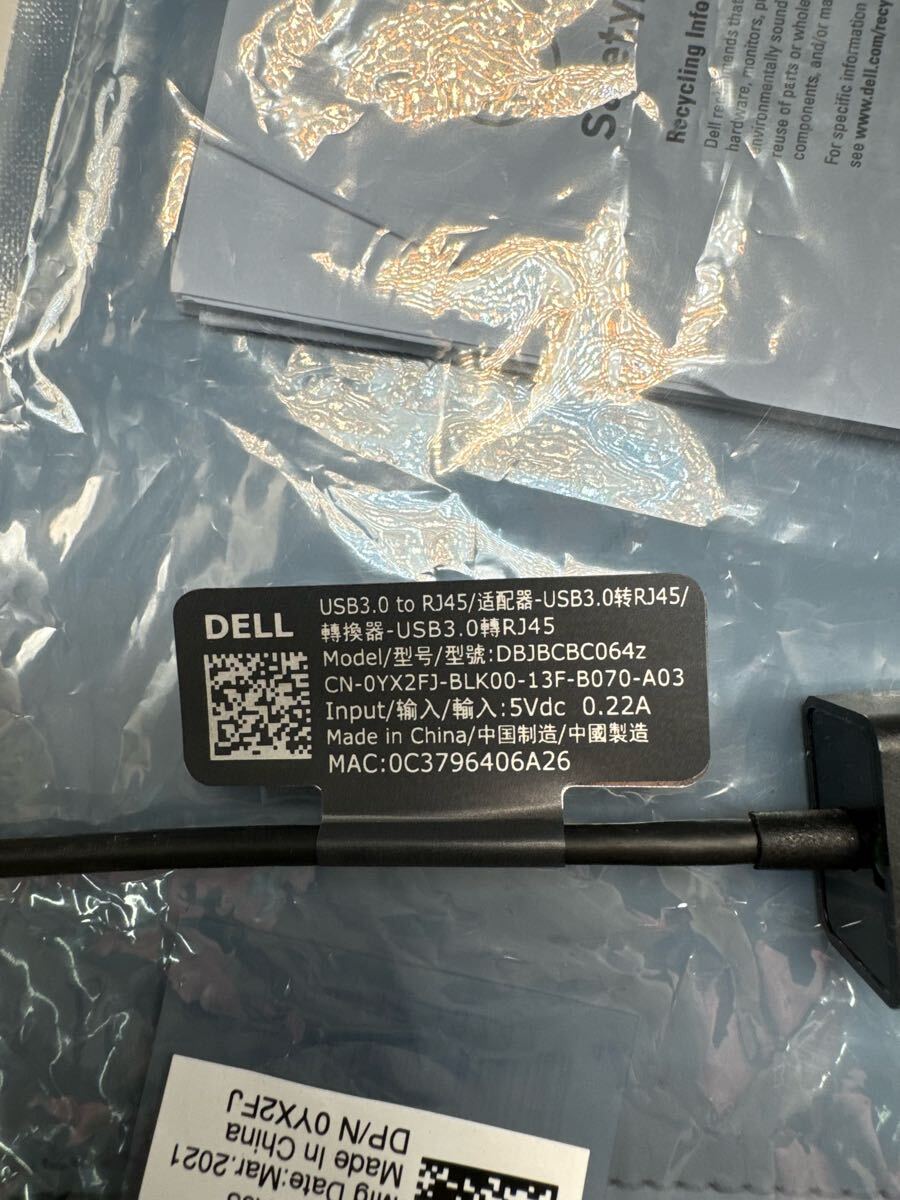 Recycling Info
Dell recommends that
hardware, monitors, pr
environmentally sound
reuse of parts or whole
components, and/or ma
For specific information
see www.dell.com/recy
DELL
USB3.0 to RJ45/适配器-USB3.0转RJ45/
轉換器-USB3.0轉RJ45
Model/型号/型號:DBJBCBC064z
CN-0YX2FJ-BLK00-13F-B070-A03
Input/输入/輸入:5Vdc 0.22A
Made in China/中国制造/中國製造
MAC:0C3796406A26
DP/N 0YX2FJ
Made In China
Mfg Date:Mar.2021